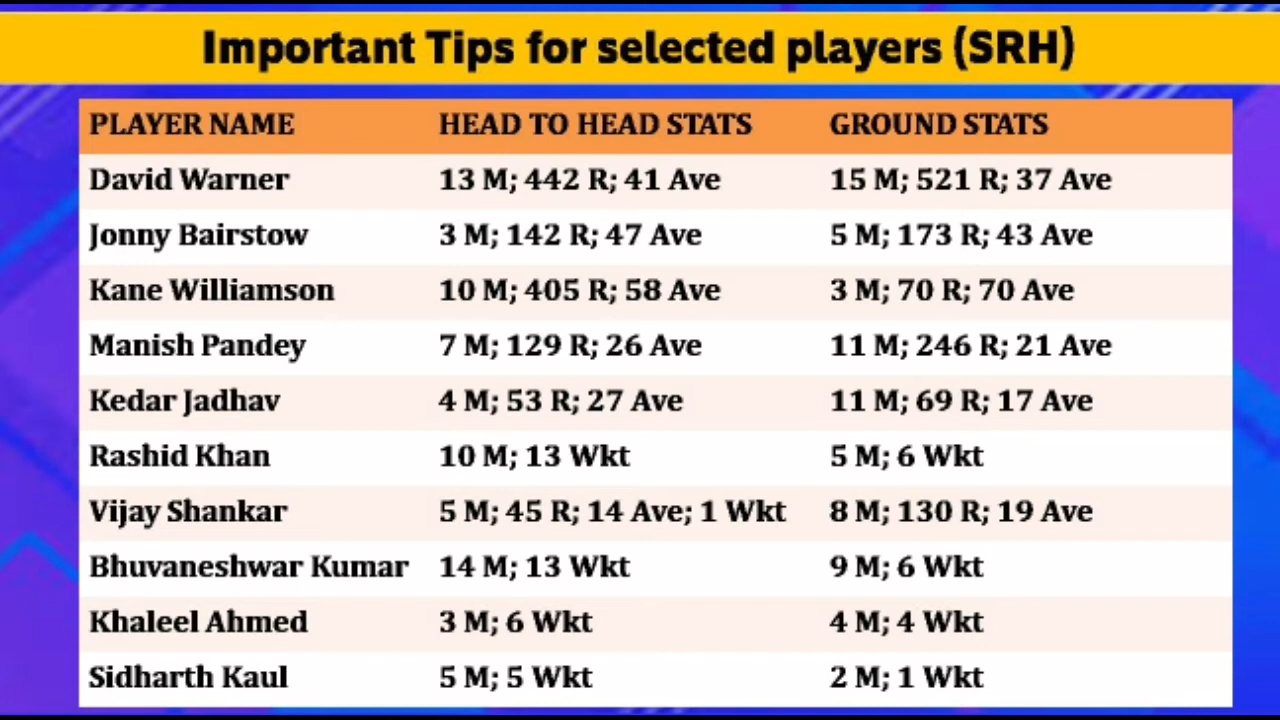 Important Tips for selected players (SRH)
PLAYER NAME HEAD TO HEAD STATS GROUND STATS
David Warner 13 M; 442 R; 41 Ave 15 M; 521 R; 37 Ave
Jonny Bairstow 3 M; 142 R; 47 Ave 5 M; 173 R; 43 Ave
Kane Williamson 10 M; 405 R; 58 Ave 3 M; 70 R; 70 Ave
Manish Pandey 7 M; 129 R; 26 Ave 11 M; 246 R; 21 Ave
Kedar Jadhav 4 M; 53 R; 27 Ave 11 M; 69 R; 17 Ave
Rashid Khan 10 M; 13 Wkt 5 M; 6 Wkt
Vijay Shankar 5 M; 45 R; 14 Ave; 1 Wkt 8 M; 130 R; 19 Ave
Bhuvaneshwar Kumar 14 M; 13 Wkt 9 M; 6 Wkt
Khaleel Ahmed 3 M; 6 Wkt 4 M; 4 Wkt
Sidharth Kaul 5 M; 5 Wkt 2 M; 1 Wkt